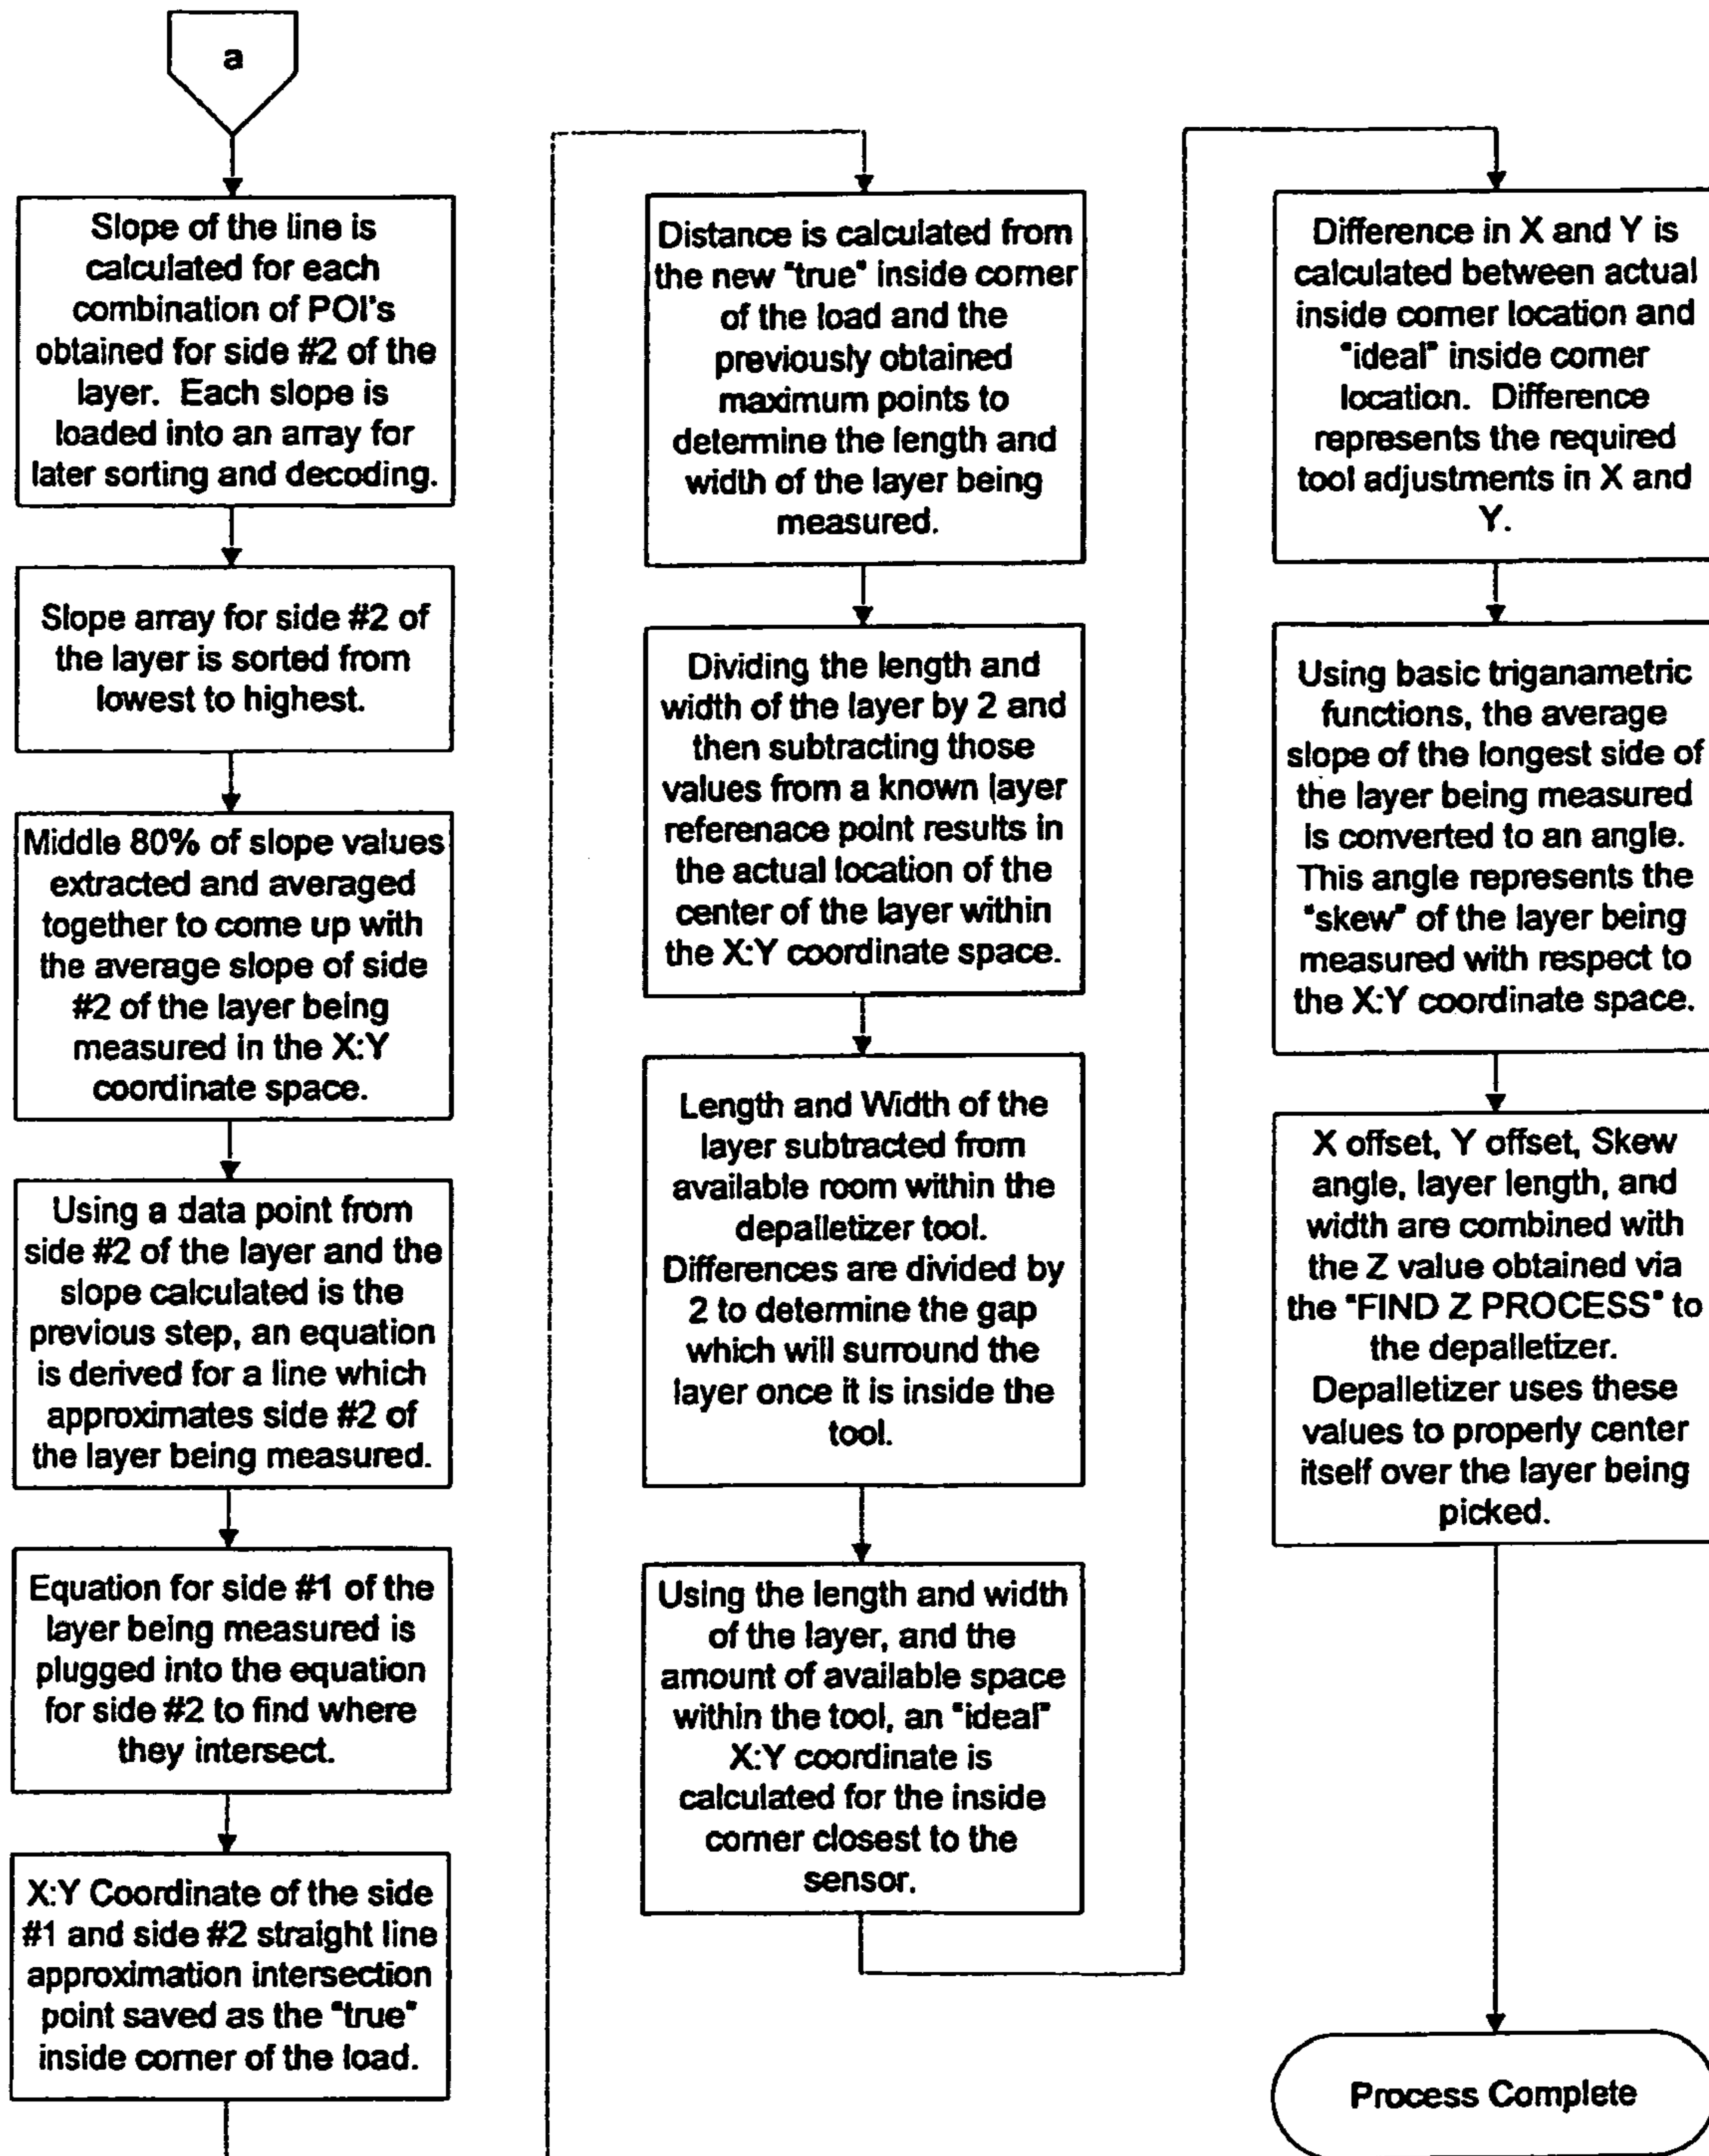 a
Slope of the line is
calculated for each
combination of POI's
obtained for side #2 of the
layer. Each slope is
loaded into an array for
later sorting and decoding.
Slope array for side #2 of
the layer is sorted from
lowest to highest.
Middle 80% of slope values
extracted and averaged
together to come up with
the average slope of side
#2 of the layer being
measured in the X:Y
coordinate space.
Using a data point from
side #2 of the layer and the
slope calculated is the
previous step, an equation
is derived for a line which
approximates side #2 of
the layer being measured.
Equation for side #1 of the
layer being measured is
plugged into the equation
for side #2 to find where
they intersect.
X:Y Coordinate of the side
#1 and side #2 straight line
approximation intersection
point saved as the "true"
inside corner of the load.
Distance is calculated from
the new "true" inside corner
of the load and the
previously obtained
maximum points to
determine the length and
width of the layer being
measured.
Dividing the length and
width of the layer by 2 and
then subtracting those
values from a known layer
referenace point results in
the actual location of the
center of the layer within
the X:Y coordinate space.
Length and Width of the
layer subtracted from
available room within the
depalletizer tool.
Differences are divided by
2 to determine the gap
which will surround the
layer once it is inside the
tool.
Using the length and width
of the layer, and the
amount of available space
within the tool, an "ideal"
X:Y coordinate is
calculated for the inside
corner closest to the
sensor.
Difference in X and Y is
calculated between actual
inside corner location and
"ideal" inside corner
location. Difference
represents the required
tool adjustments in X and
Y.
Using basic triganametric
functions, the average
slope of the longest side of
the layer being measured
is converted to an angle.
This angle represents the
"skew" of the layer being
measured with respect to
the X:Y coordinate space.
X offset, Y offset, Skew
angle, layer length, and
width are combined with
the Z value obtained via
the "FIND Z PROCESS" to
the depalletizer.
Depalletizer uses these
values to properly center
itself over the layer being
picked.
Process Complete